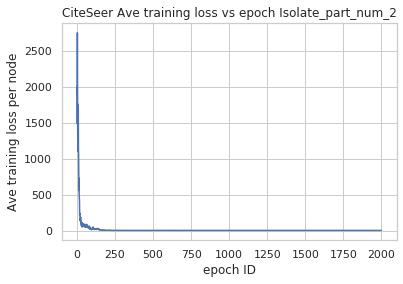 CiteSeer Ave training loss vs epoch Isolate_part_num_2
Ave training loss per node
2500
2000
1500
1000
500
0
0 250 500 750 1000 1250 1500 1750 2000
epoch ID